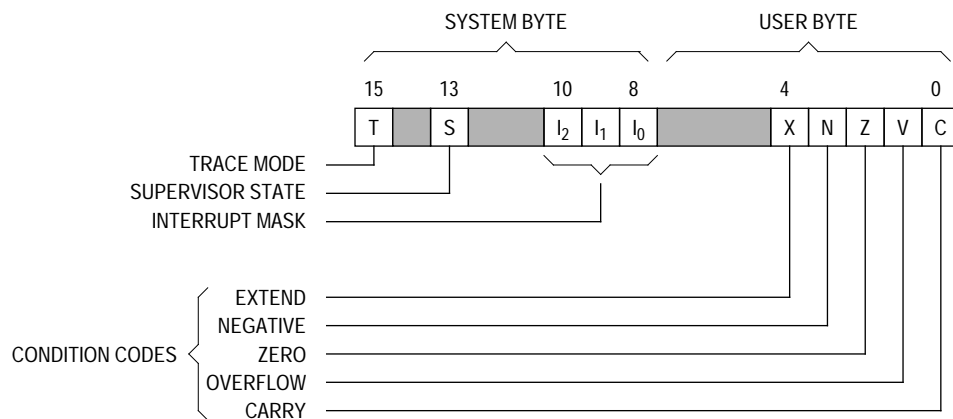 SYSTEM BYTE USER BYTE
15 13 10 8 4 0
T S I₂ I₁ I₀ X N Z V C
TRACE MODE
SUPERVISOR STATE
INTERRUPT MASK
EXTEND
NEGATIVE
CONDITION CODES ZERO
OVERFLOW
CARRY